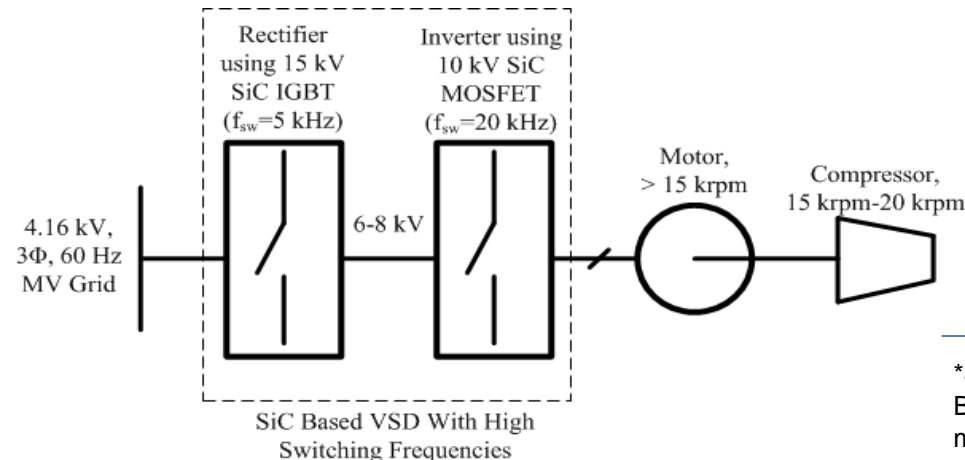 Rectifier
using 15 kV
SiC IGBT
(fsw=5 kHz)
Inverter using
10 kV SiC
MOSFET
(fsw=20 kHz)
Motor,
> 15 krpm
Compressor,
15 krpm-20 krpm
4.16 kV,
3Φ, 60 Hz
MV Grid
6-8 kV
SiC Based VSD With High
Switching Frequencies